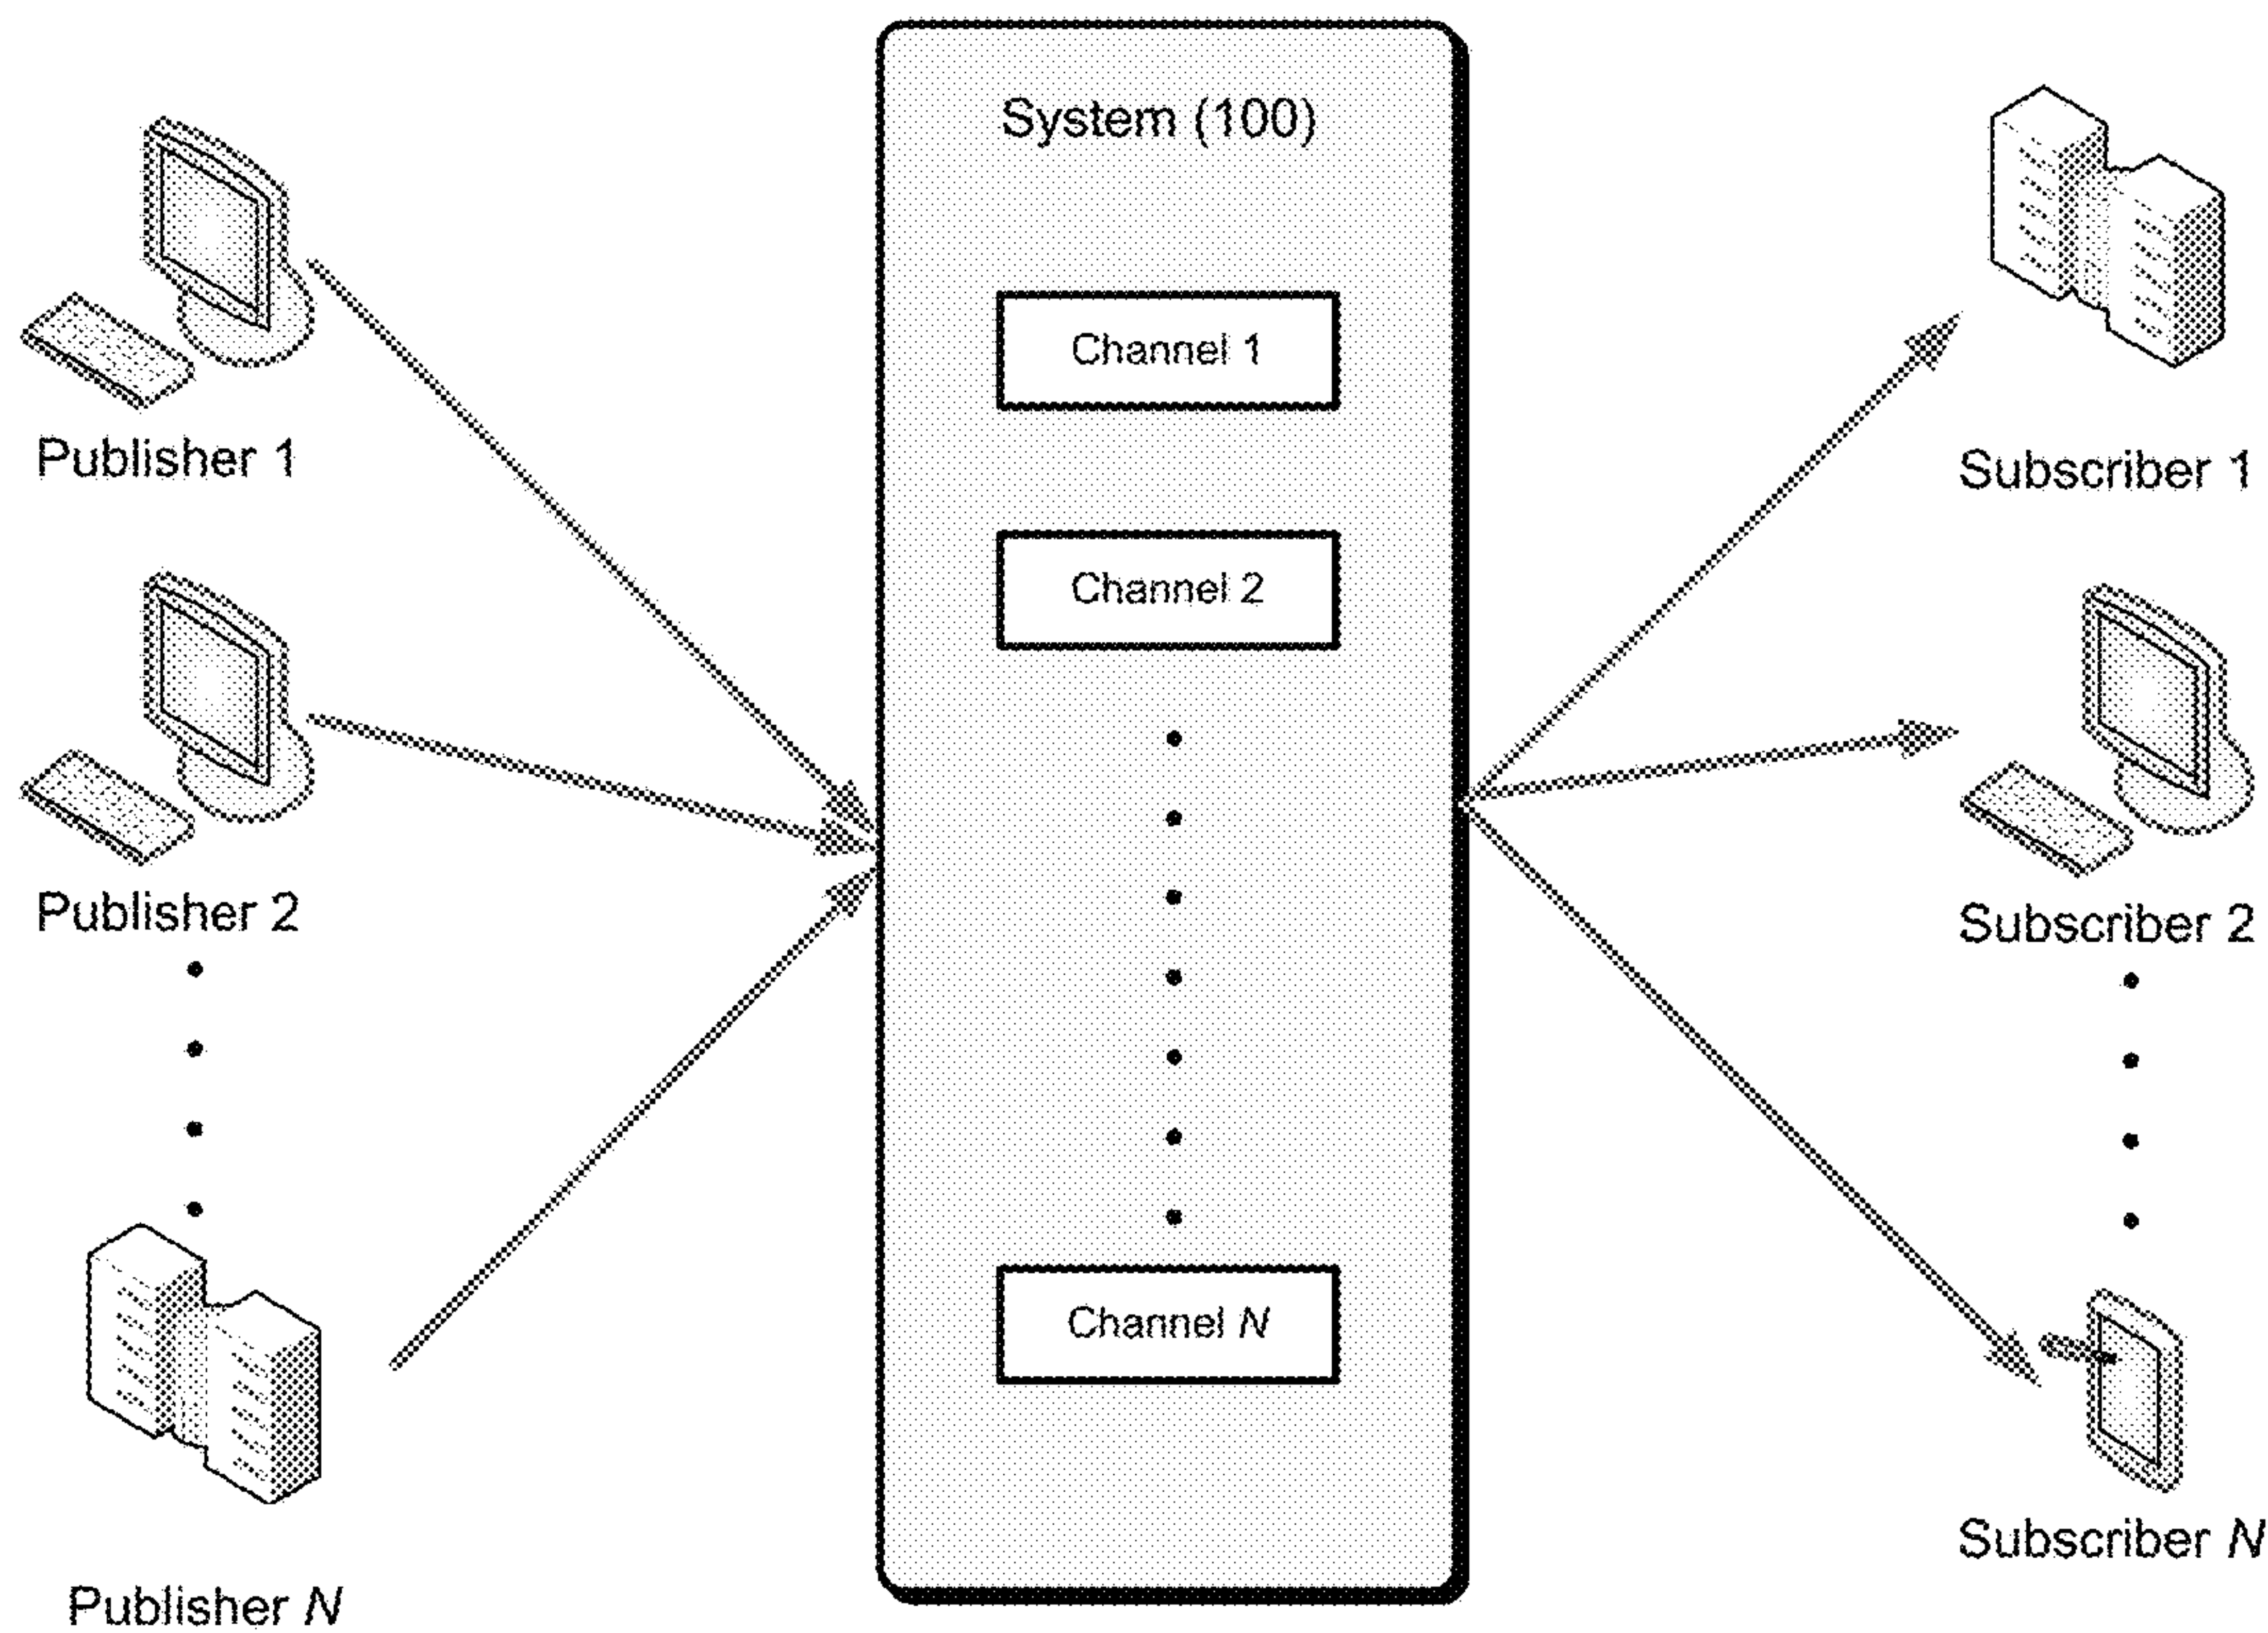 System (100)
Channel 1
Channel 2
Channel N
Publisher 1
Publisher 2
Publisher N
Subscriber 1
Subscriber 2
Subscriber N